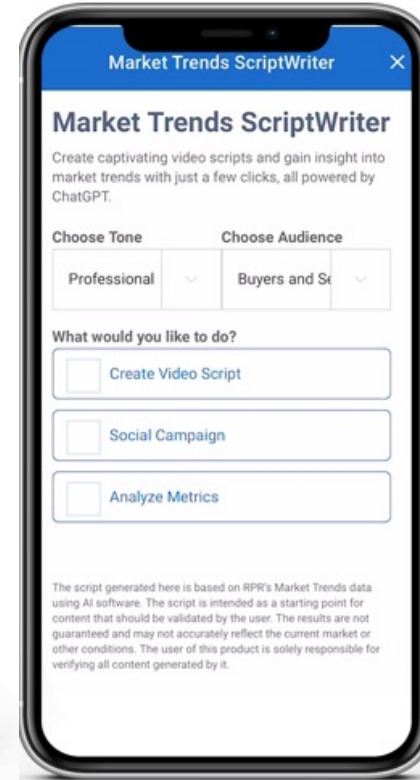 Market Trends ScriptWriter
Market Trends ScriptWriter
Create captivating video scripts and gain insight into
market trends with just a few clicks, all powered by
ChatGPT.
Choose Tone Choose Audience
Professional Buyers and Se
What would you like to do?
Create Video Script
Social Campaign
Analyze Metrics
The script generated here is based on RPR's Market Trends data
using AI software. The script is intended as a starting point for
content that should be validated by the user. The results are not
guaranteed and may not accurately reflect the current market or
other conditions. The user of this product is solely responsible for
verifying all content generated by it.